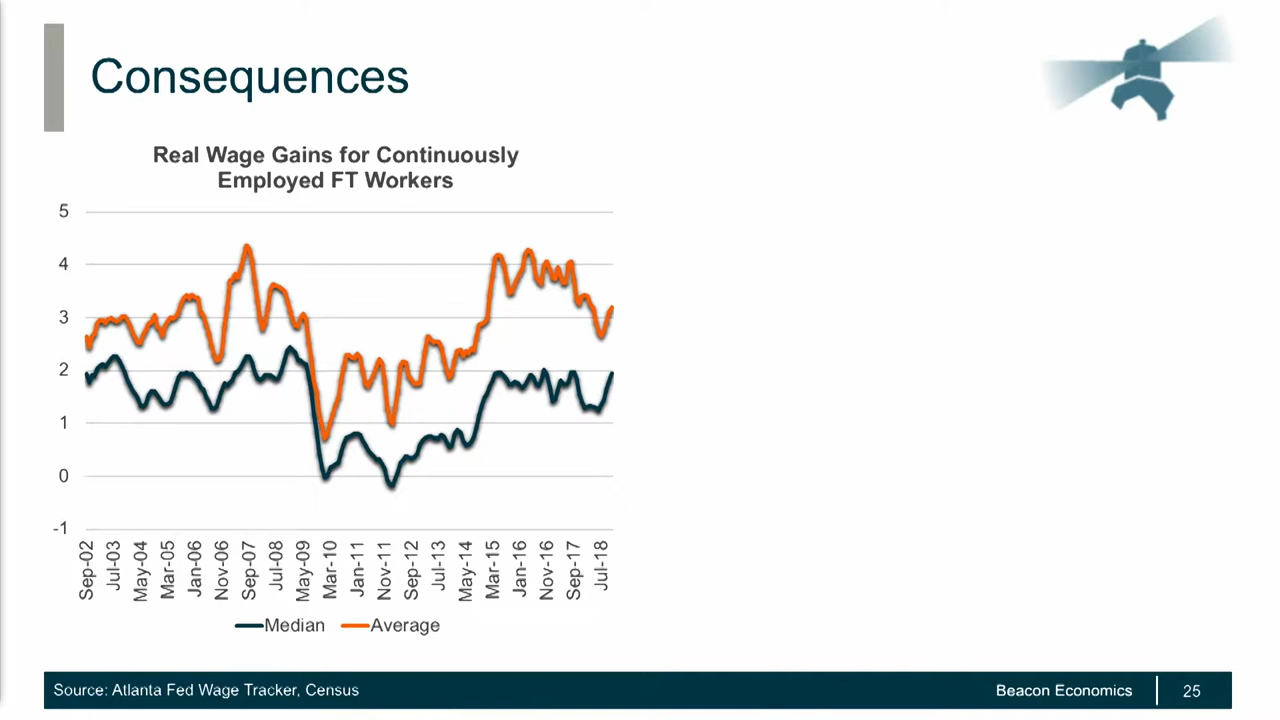 Consequences
Real Wage Gains for Continuously
Employed FT Workers
5
4
3
2
1
0
-1
Sep-02
Jul-03
May-04
Mar-05
Jan-06
Nov-06
Sep-07
Jul-08
May-09
Mar-10
Jan-11
Nov-11
Sep-12
Jul-13
May-14
Mar-15
Jan-16
Nov-16
Sep-17
Jul-18
Median Average
Source: Atlanta Fed Wage Tracker, Census
Beacon Economics 25